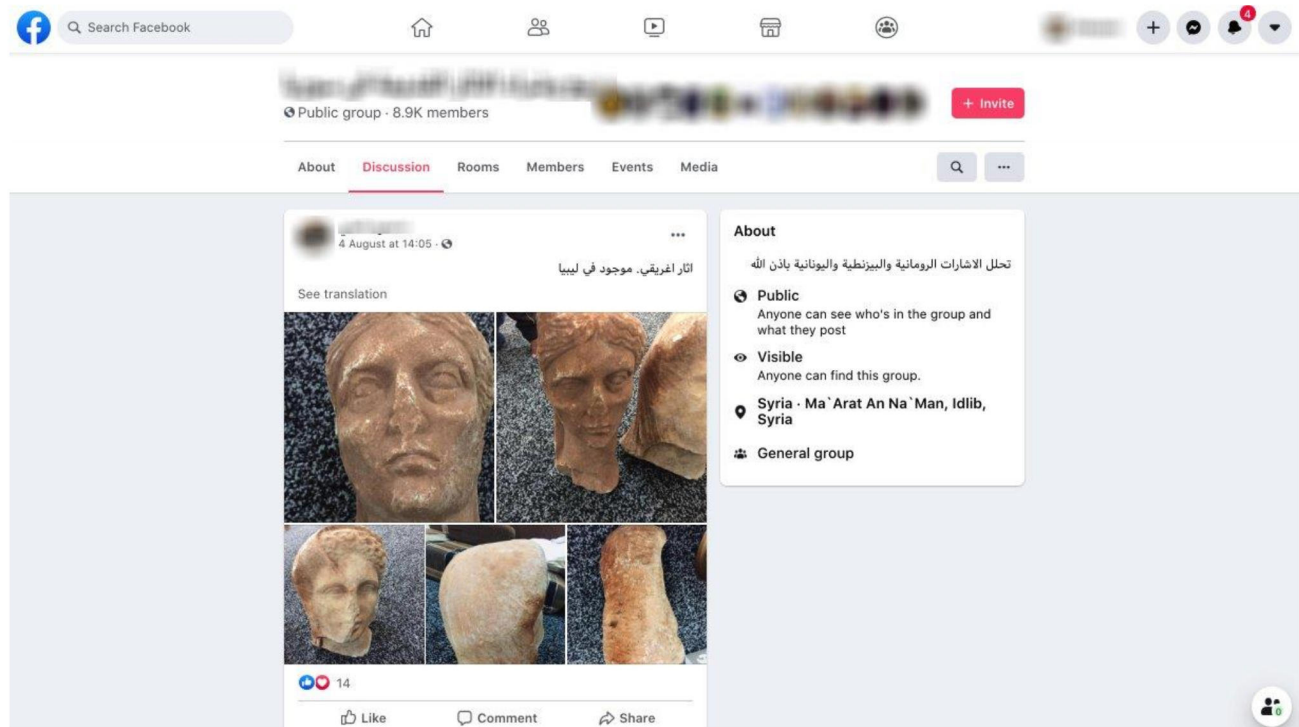 Search Facebook
4
Public group · 8.9K members
+ Invite
About
Discussion
Rooms
Members
Events
Media
4 August at 14:05 ·
اثار اغريقي. موجود في ليبيا
See translation
14
Like
Comment
Share
About
تحلل الاشارات الرومانية والبيزنطية واليونانية باذن الله
Public
Anyone can see who's in the group and
what they post
Visible
Anyone can find this group.
Syria · Ma`Arat An Na`Man, Idlib,
Syria
General group
0